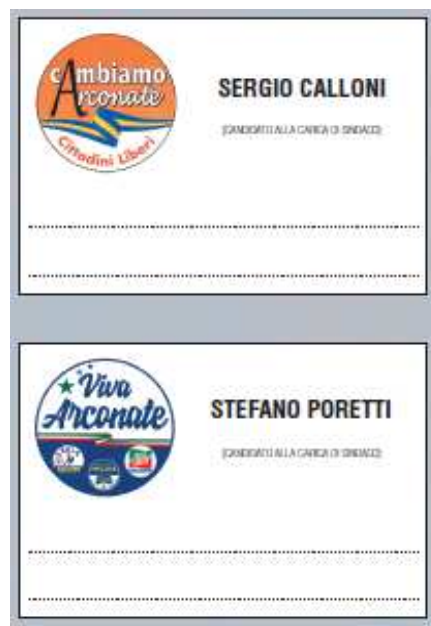 cAmbiamo
Arconate
Cittadini Liberi
SERGIO CALLONI
(CANDIDATO ALLA CARICA DI SINDACO)
Viva
Arconate
STEFANO PORETTI
(CANDIDATO ALLA CARICA DI SINDACO)